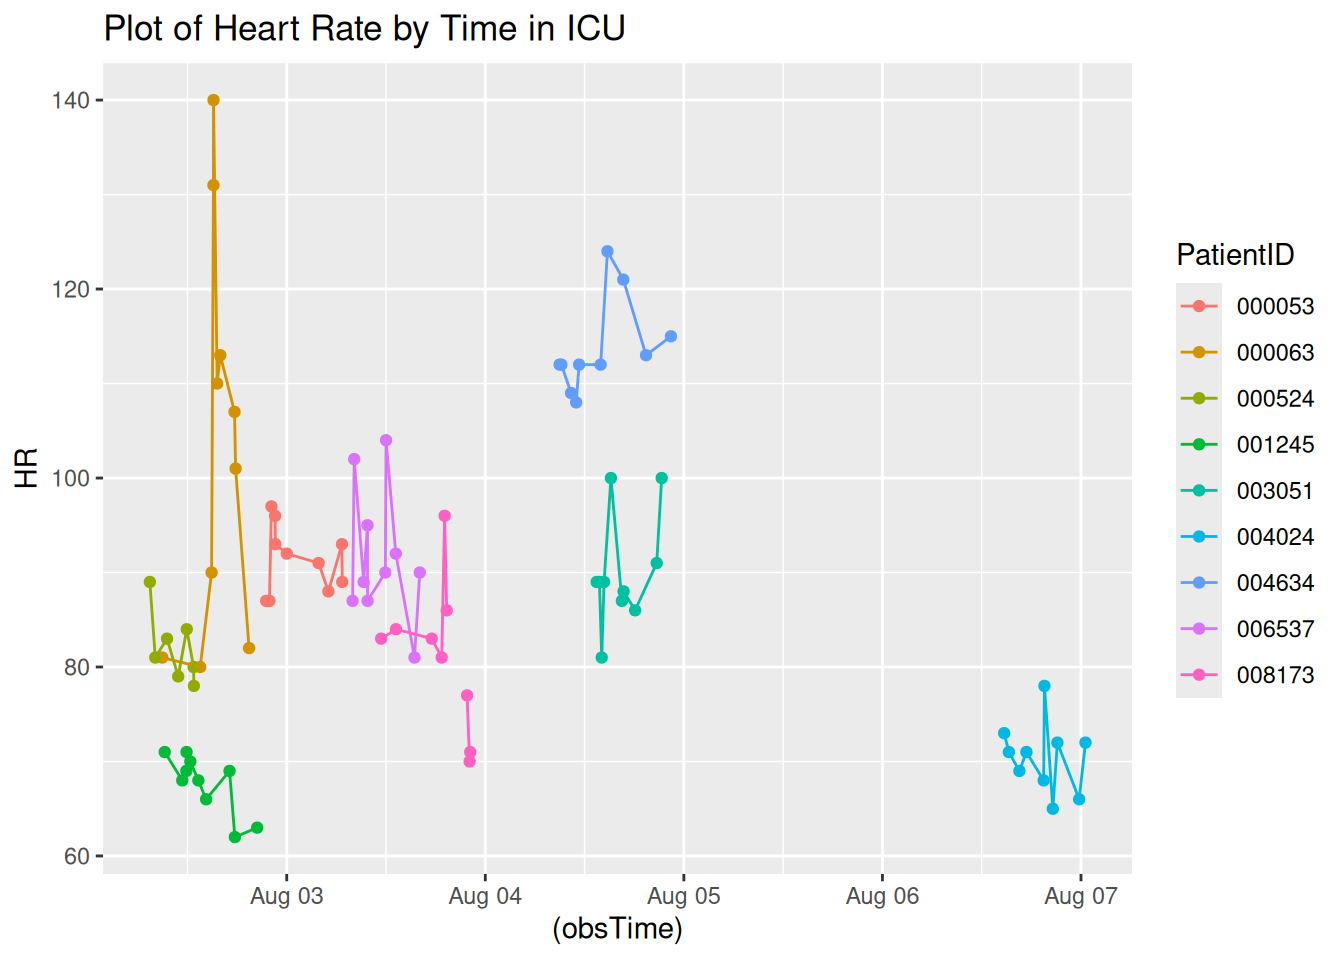 Plot of Heart Rate by Time in ICU
140
120
100
80
60
HR
Aug 03
Aug 04
Aug 05
Aug 06
Aug 07
(obsTime)
PatientID
000053
000063
000524
001245
003051
004024
004634
006537
008173